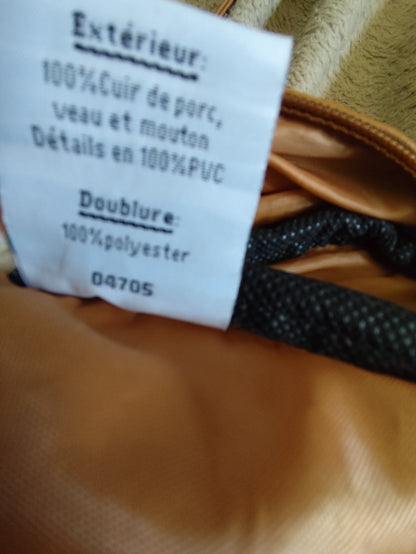 Extérieur:
100%Cuir de porc,
veau et mouton
Détails en 100%PVC
Doublure:
100%polyester
04705